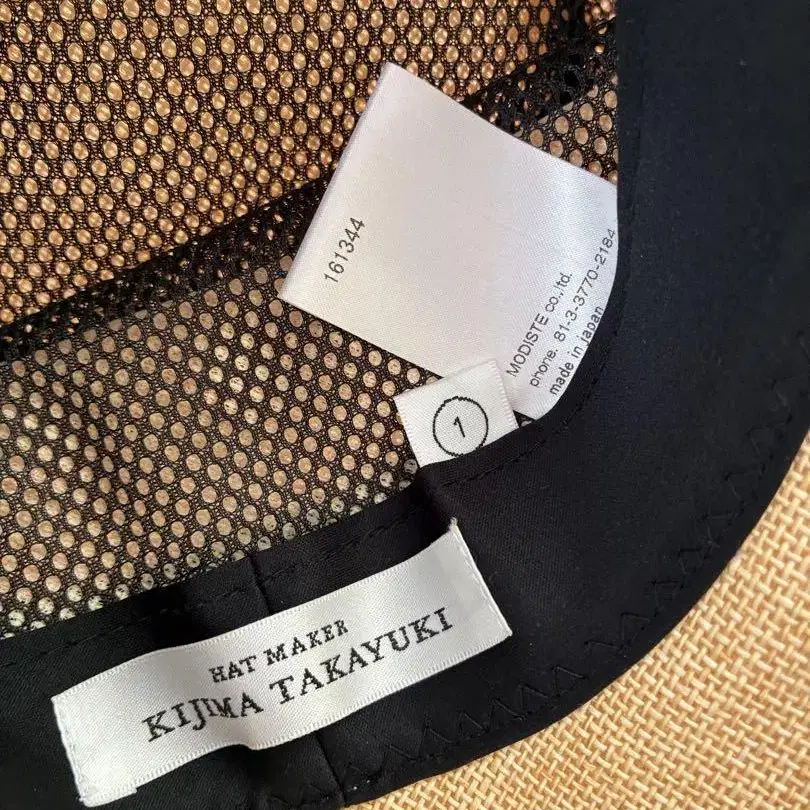 161344
MODISTE co.,ltd.
phone. 81-3-3770-2184
made in japan
1
HAT MAKER
KIJIMA TAKAYUKI